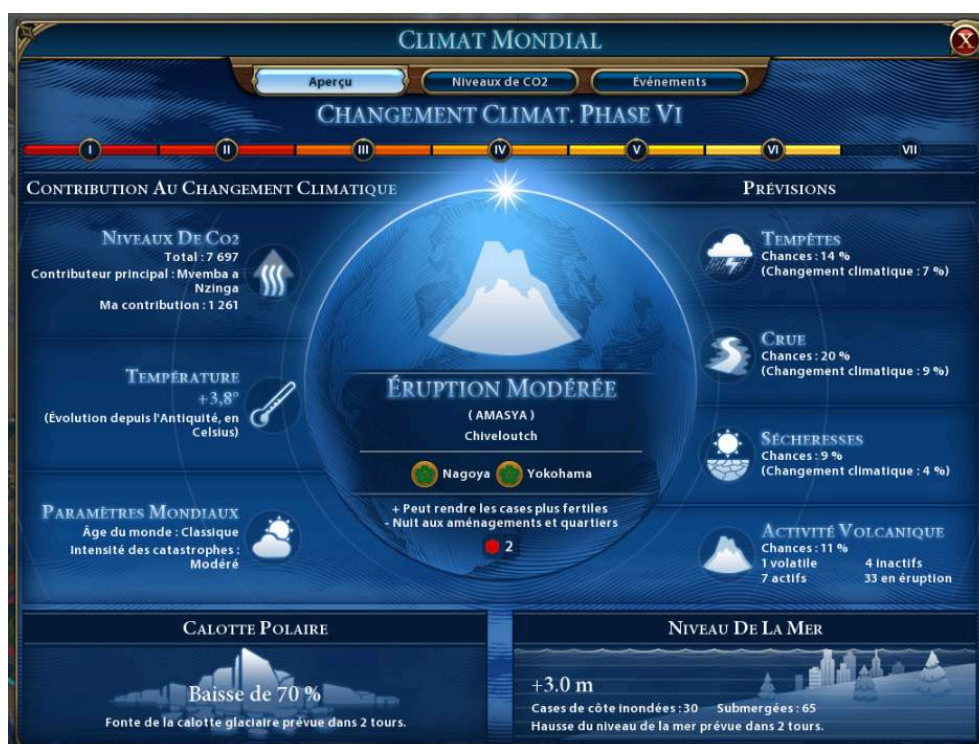 CLIMAT MONDIAL
X
Aperçu
Niveaux de CO2
Événements
CHANGEMENT CLIMAT. PHASE VI
I
II
III
IV
V
VI
VII
CONTRIBUTION AU CHANGEMENT CLIMATIQUE
NIVEAUX DE CO2
Total : 7 697
Contributeur principal : Mvemba a
Nzinga
Ma contribution : 1 261
TEMPÉRATURE
+3,8°
(Évolution depuis l'Antiquité, en
Celsius)
PARAMÈTRES MONDIAUX
Âge du monde : Classique
Intensité des catastrophes :
Modéré
ÉRUPTION MODÉRÉE
( AMASYA )
Chiveloutch
Nagoya
Yokohama
+ Peut rendre les cases plus fertiles
- Nuit aux aménagements et quartiers
2
PRÉVISIONS
TEMPÊTES
Chances : 14 %
(Changement climatique : 7 %)
CRUE
Chances : 20 %
(Changement climatique : 9 %)
SÉCHERESSES
Chances : 9 %
(Changement climatique : 4 %)
ACTIVITÉ VOLCANIQUE
Chances : 11 %
1 volatile 4 inactifs
7 actifs 33 en éruption
CALOTTE POLAIRE
Baisse de 70 %
Fonte de la calotte glaciaire prévue dans 2 tours.
NIVEAU DE LA MER
+3.0 m
Cases de côte inondées : 30 Submergées : 65
Hausse du niveau de la mer prévue dans 2 tours.